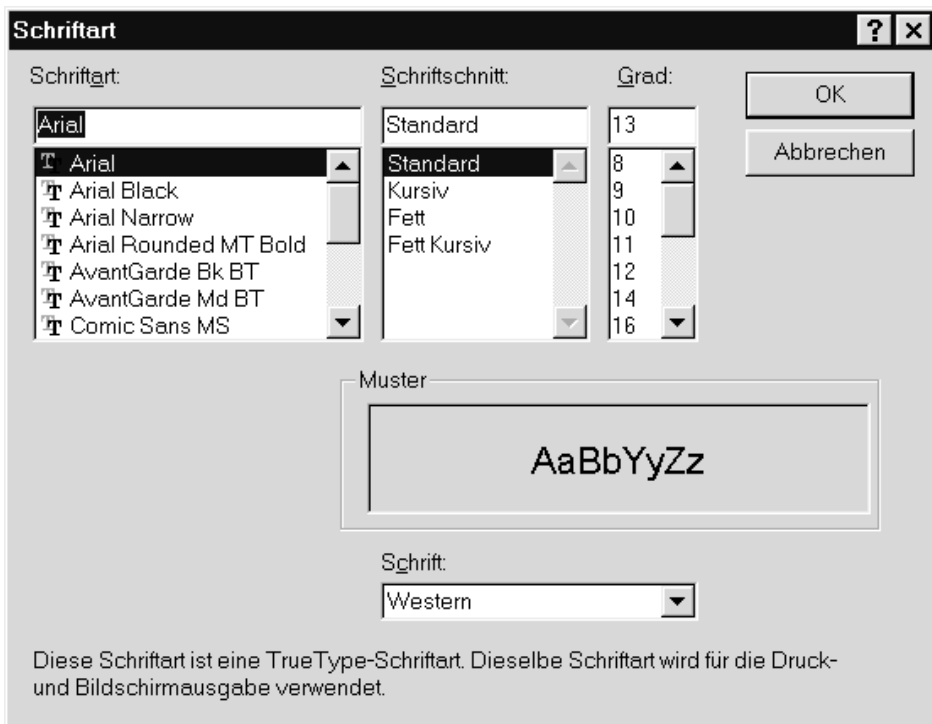 Schriftart
Schriftart: Schriftschnitt: Grad:
Arial Standard 13
OK
Abbrechen
Arial
Arial Black
Arial Narrow
Arial Rounded MT Bold
AvantGarde Bk BT
AvantGarde Md BT
Comic Sans MS
Standard
Kursiv
Fett
Fett Kursiv
8
9
10
11
12
14
16
Muster
AaBbYyZz
Schrift:
Western
Diese Schriftart ist eine TrueType-Schriftart. Dieselbe Schriftart wird für die Druck-
und Bildschirmausgabe verwendet.